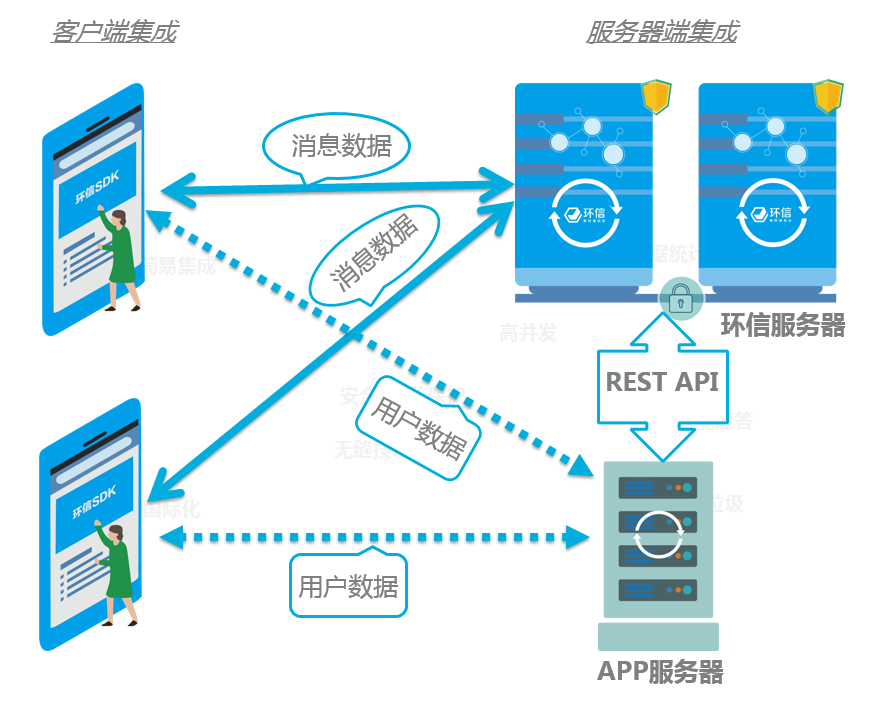 客户端集成
服务器端集成
消息数据
环信SDK
环信
环信
消息数据
简易集成
据统计
高并发
环信服务器
REST API
安全
用户数据
应答
无缝接
环信SDK
国际化
垃圾
用户数据
APP服务器